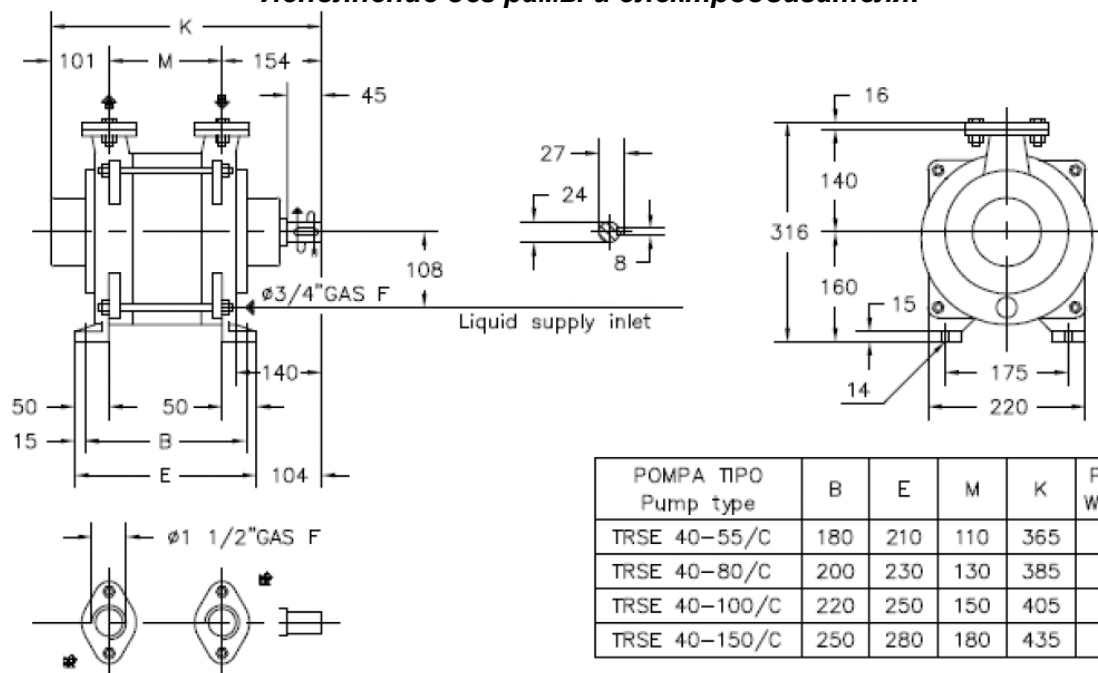 K
101 M 154
45
16
27
24
8
140
316
160
15
108
ø3/4"GAS F
Liquid supply inlet
140
50 50
15 B
E 104
14
175
220
ø1 1/2"GAS F
POMPA TIPO
Pump type B E M K
TRSE 40-55/C 180 210 110 365
TRSE 40-80/C 200 230 130 385
TRSE 40-100/C 220 250 150 405
TRSE 40-150/C 250 280 180 435